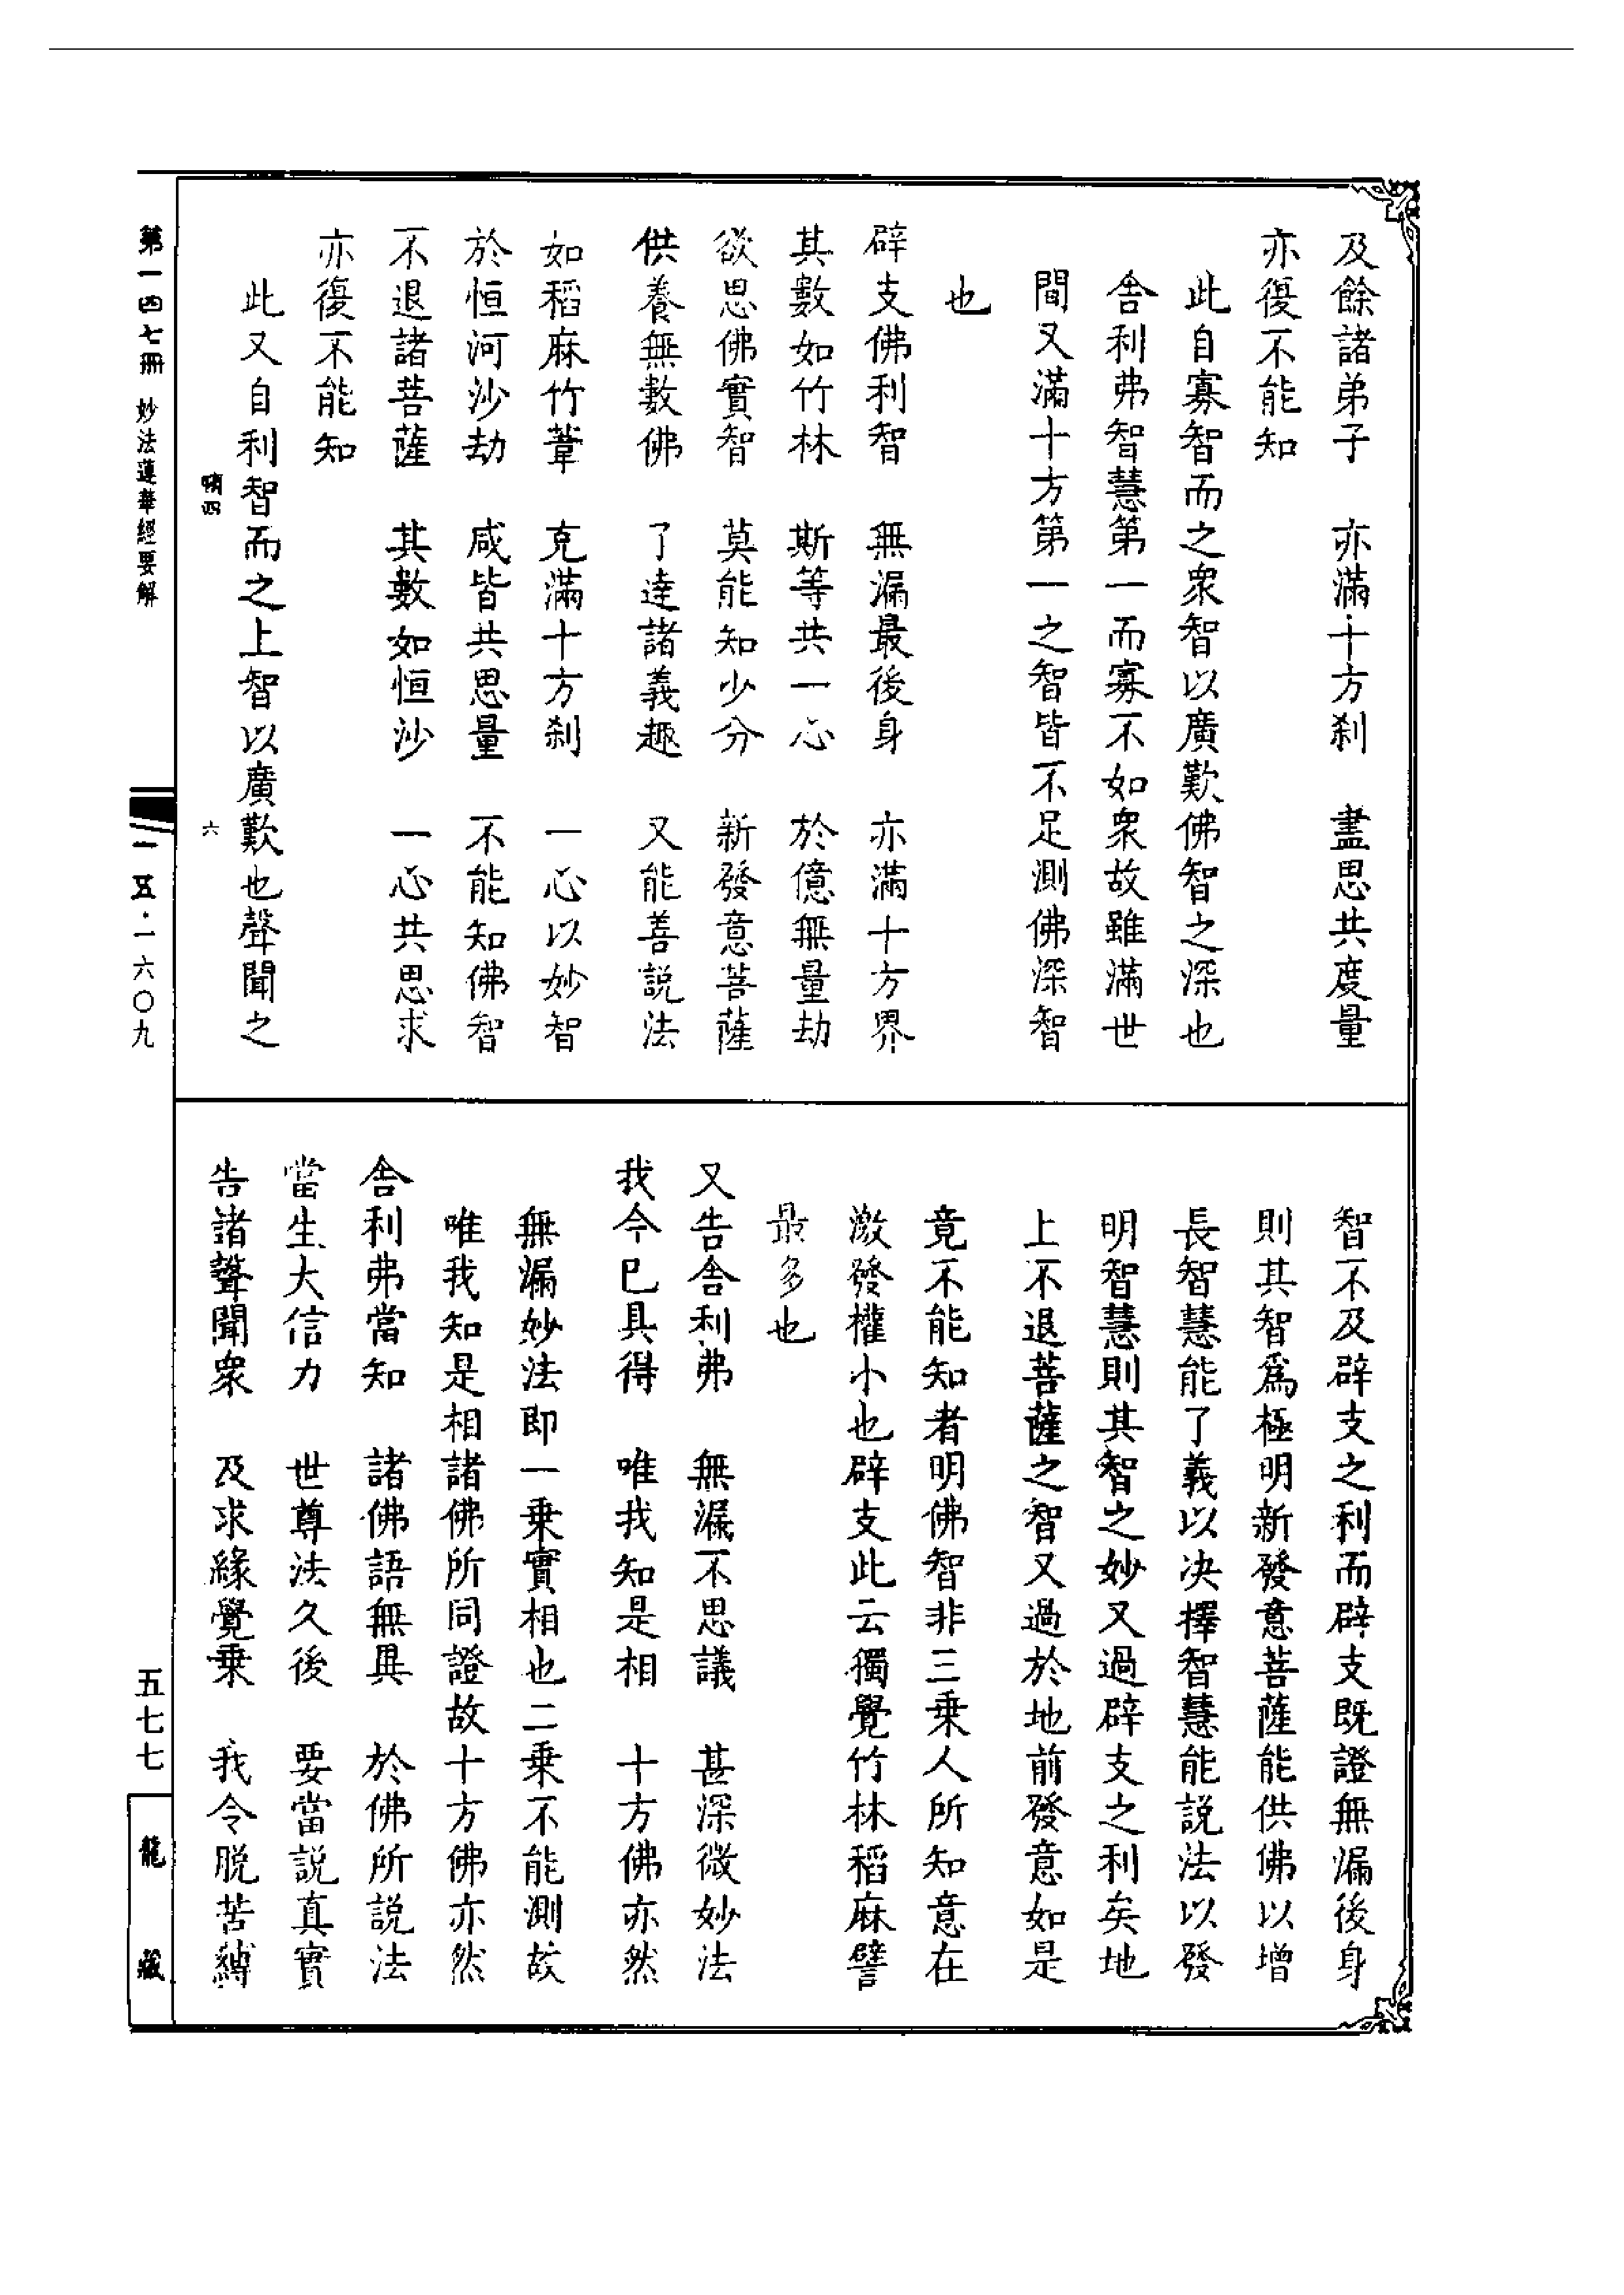 及餘諸弟子　亦滿十方刹　盡思共度量
亦復不能知
此自寡智而之衆智以廣歎佛智之深也
舍利弗智慧第一而寡不如衆故雖滿世
間又滿十方第一之智皆不足測佛深智
也
辟支佛利智　無漏最後身　亦滿十方界
其數如竹林　斯等共一心　於億無量劫
欲思佛實智　莫能知少分　新發意菩薩
供養無數佛　了達諸義趣　又能善説法
如稻麻竹葦　充滿十方刹　一心以妙智
於恒河沙劫　咸皆共思量　不能知佛智
不退諸菩薩　其數如恒沙　一心共思求
亦復不能知
此又自利智而之上智以廣歎也聲聞之
智不及辟支之利而辟支既證無漏後身
則其智爲極明新發意菩薩能供佛以增
長智慧能了義以决擇智慧能説法以發
明智慧則其智之妙又過辟支之利矣地
上不退菩薩之智又過於地前發意如是
竟不能知者明佛智非三乗人所知意在
激發權小也辟支此云獨覺竹林稻麻譬
最多也
又告舍利弗　無漏不思議　甚深微妙法
我今已具得　唯我知是相　十方佛亦然
無漏妙法即一乗實相也二乗不能測故
唯我知是相諸佛所同證故十方佛亦然
舍利弗當知　諸佛語無異　於佛所説法
當生大信力　世尊法久後　要當説真實
告諸聲聞衆　及求緣覺乗　我令脱苦縛
嘯四　六
第一四七冊　妙法蓮華經要解
一五·一六〇九
五七七
龍藏